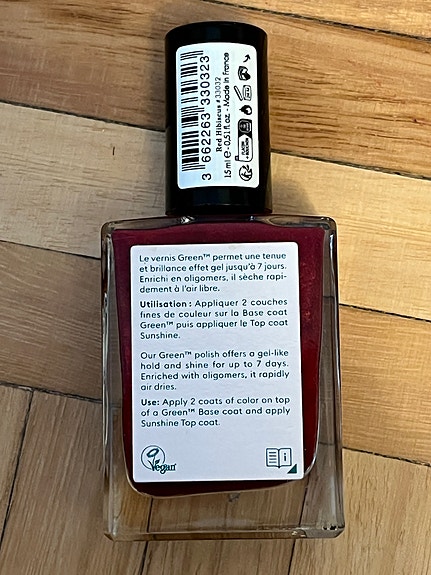 3 662263 330323
Red Hibiscus #33032
15 ml - 0.51 fl. oz. - Made in France
Le vernis Green™ permet une tenue
et brillance effet gel jusqu'à 7 jours.
Enrichi en oligomers, il sèche rapi-
dement à l'air libre.
Utilisation : Appliquer 2 couches
fines de couleur sur la Base coat
Green™ puis appliquer le Top coat
Sunshine.
Our Green™ polish offers a gel-like
hold and shine for up to 7 days.
Enriched with oligomers, it rapidly
air dries.
Use: Apply 2 coats of color on top
of a Green™ Base coat and apply
Sunshine Top coat.
Vegan